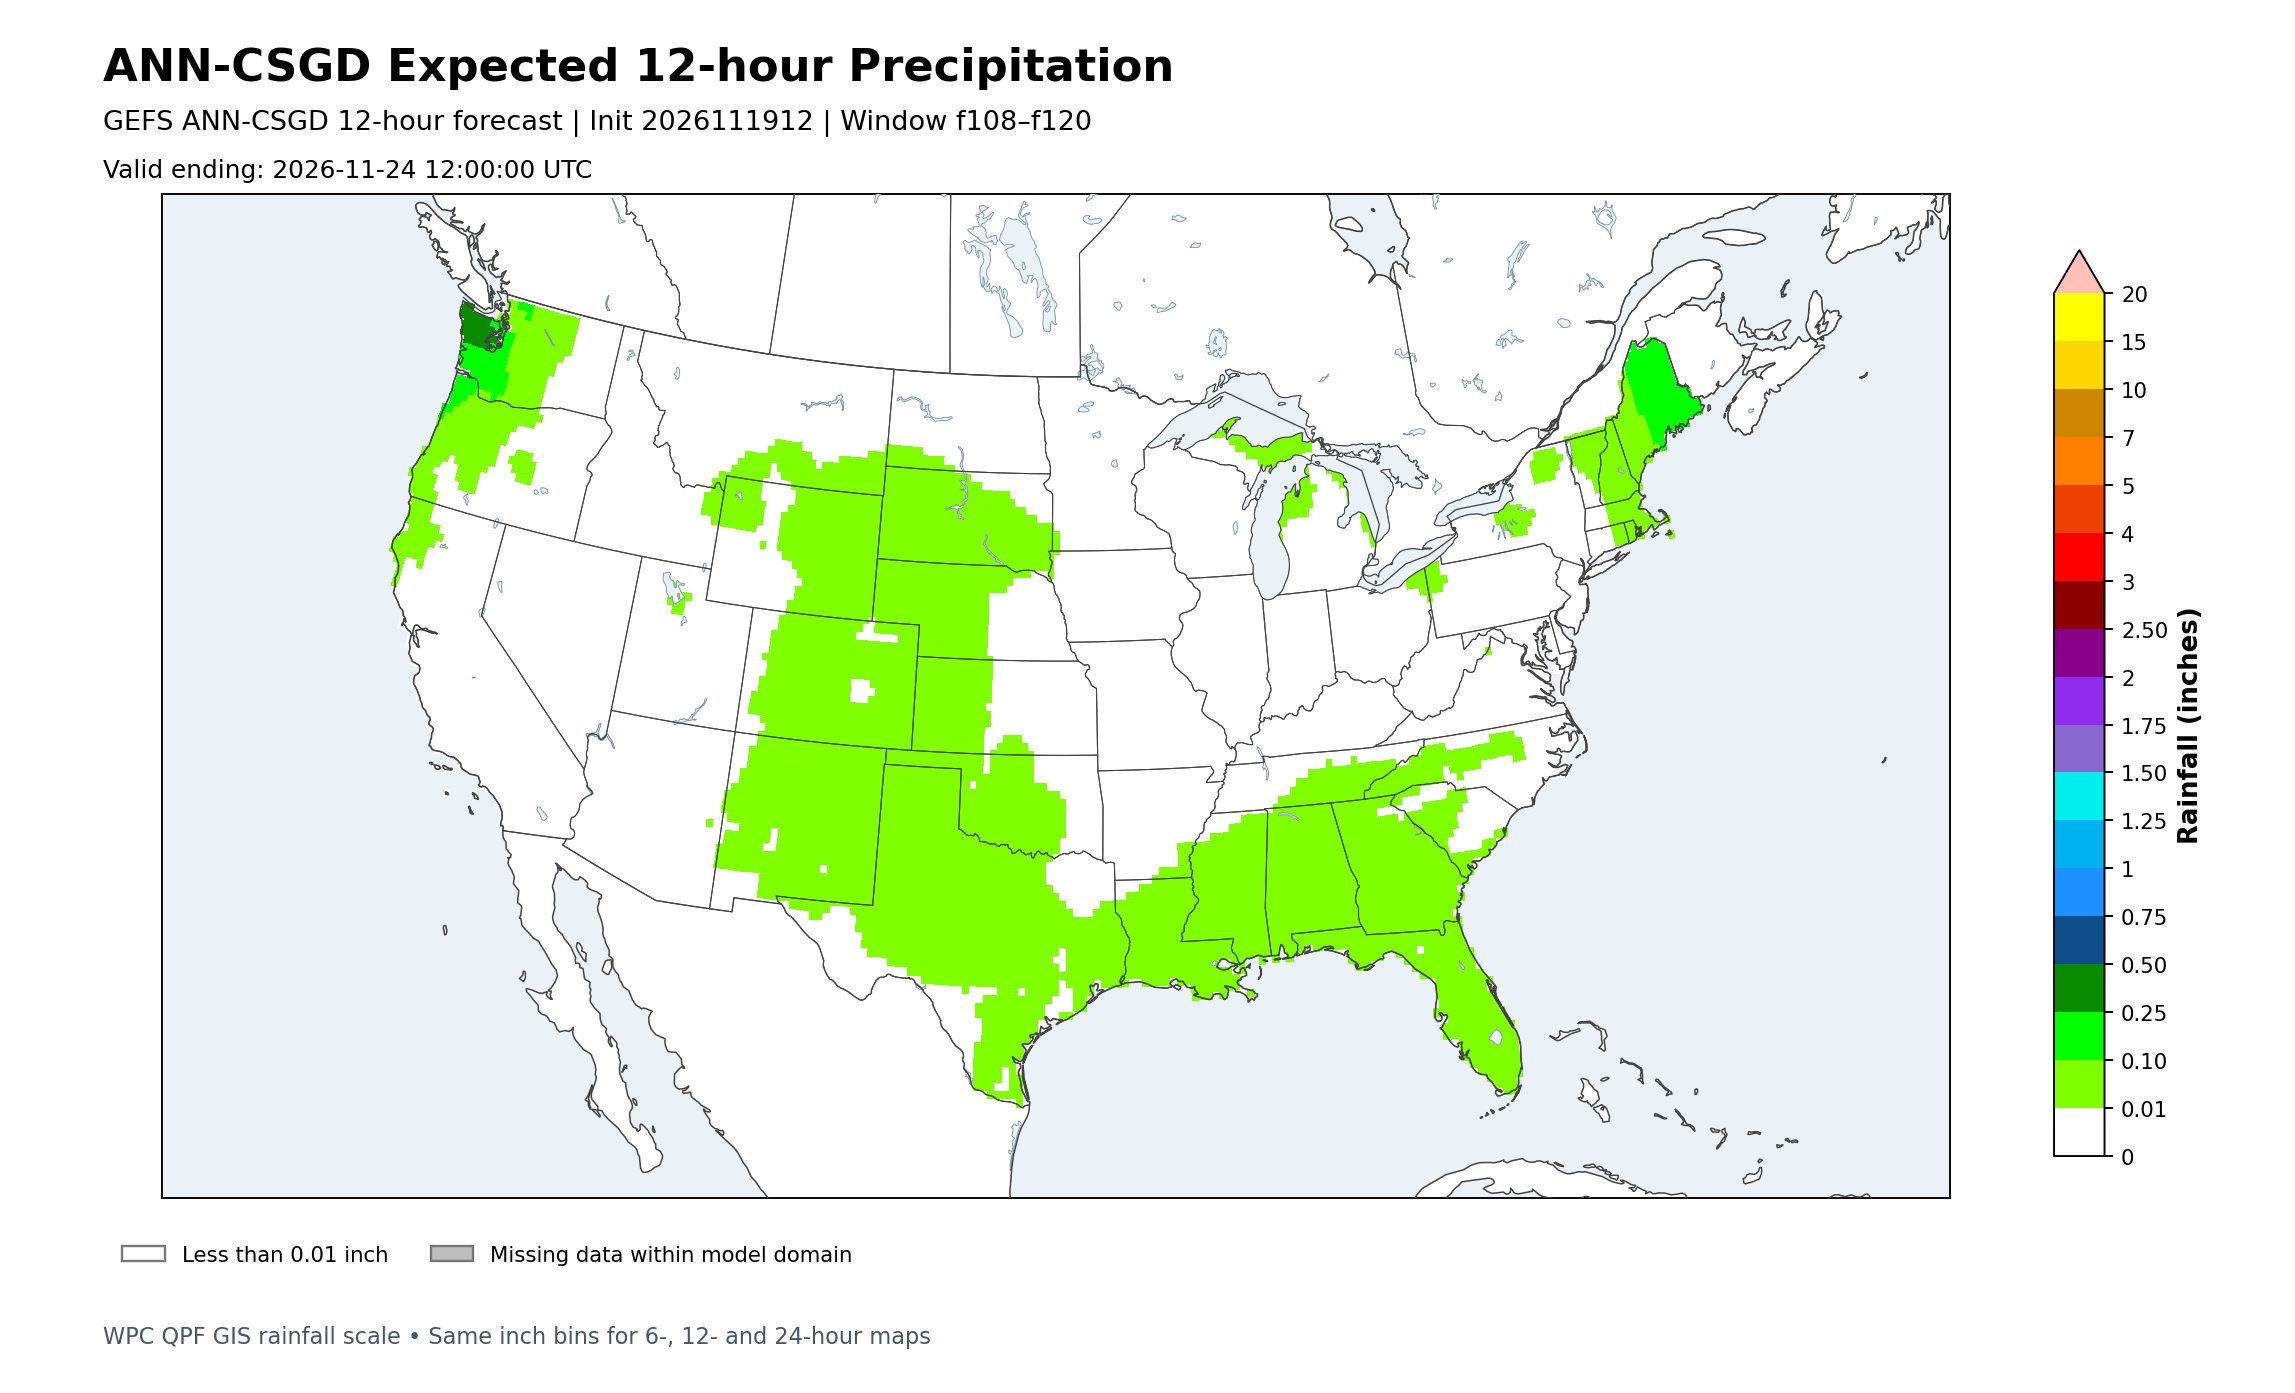 ANN-CSGD Expected 12-hour Precipitation
GEFS ANN-CSGD 12-hour forecast | Init 2026111912 | Window f108–f120
Valid ending: 2026-11-24 12:00:00 UTC
20
15
10
7
5
4
3
2.50
2
1.75
1.50
1.25
1
0.75
0.50
0.25
0.10
0.01
0
Rainfall (inches)
Less than 0.01 inch
Missing data within model domain
WPC QPF GIS rainfall scale • Same inch bins for 6-, 12- and 24-hour maps